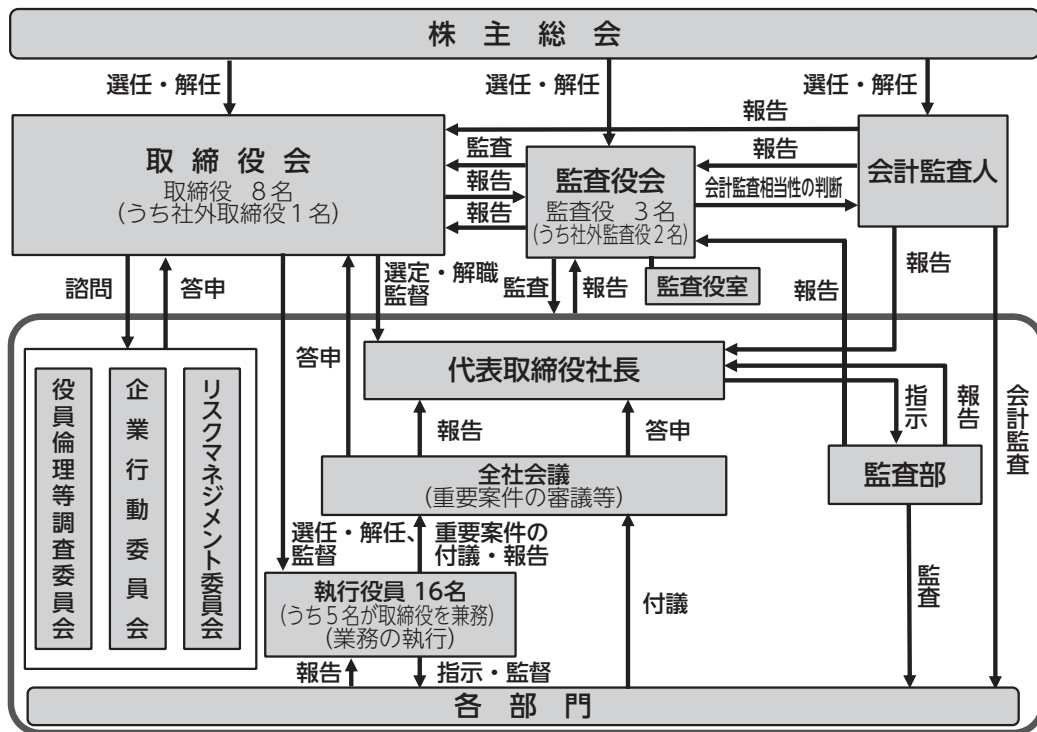 株主総会
選任・解任
選任・解任
選任・解任
取締役会
取締役 8名
(うち社外取締役1名)
監査
報告
報告
監査役会
監査役 3名
(うち社外監査役2名)
報告
報告
会計監査相当性の判断
会計監査人
監査役室
諮問
答申
選定・解職
監督
監査
報告
報告
報告
答申
代表取締役社長
役員倫理等調査委員会
企業行動委員会
リスクマネジメント委員会
報告
答申
指示
報告
会計監査
全社会議
(重要案件の審議等)
監査部
選任・解任、
監督
重要案件の
付議・報告
執行役員 16名
(うち5名が取締役を兼務)
(業務の執行)
付議
監査
報告
指示・監督
各部門